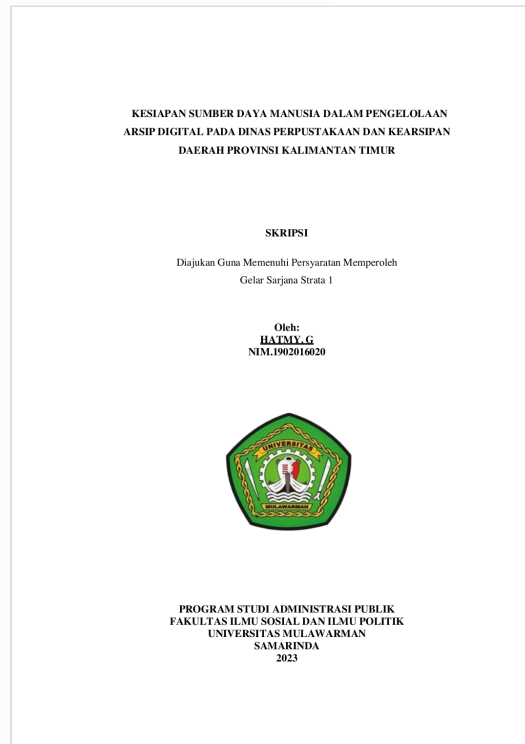 KESIAPAN SUMBER DAYA MANUSIA DALAM PENGELOLAAN
ARSIP DIGITAL PADA DINAS PERPUSTAKAAN DAN KEARSIPAN
DAERAH PROVINSI KALIMANTAN TIMUR
SKRIPSI
Diajukan Guna Memenuhi Persyaratan Memperoleh
Gelar Sarjana Strata 1
Oleh:
HATMY. G
NIM.1902016020
UNIVERSITAS
MULAWARMAN
PROGRAM STUDI ADMINISTRASI PUBLIK
FAKULTAS ILMU SOSIAL DAN ILMU POLITIK
UNIVERSITAS MULAWARMAN
SAMARINDA
2023